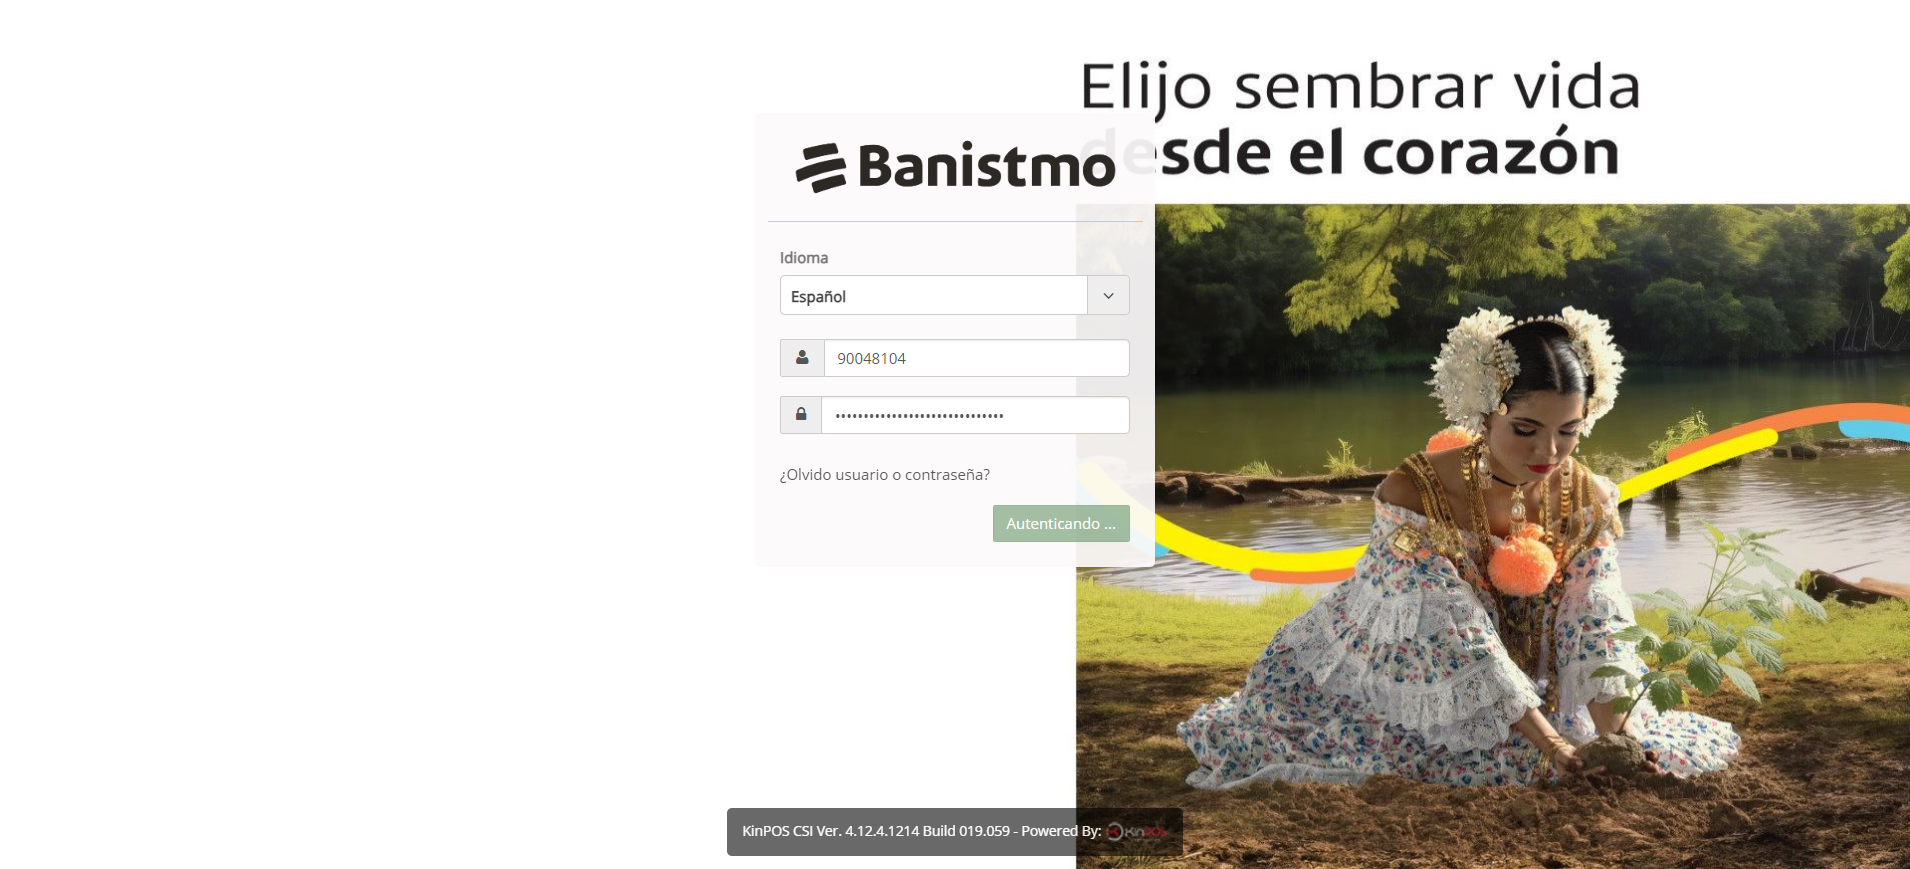 Elijo sembrar vida
desde el corazón
Banistmo
Idioma
Español
90048104
••••••••••••••••••••••••••••••
¿Olvido usuario o contraseña?
Autenticando ...
KinPOS CSI Ver. 4.12.4.1214 Build 019.059 - Powered By: KinPOS